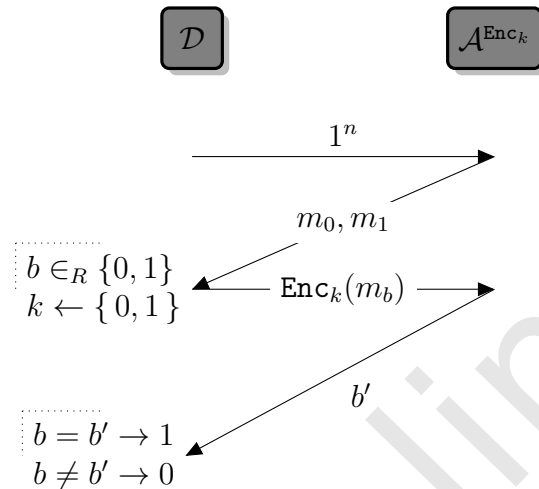 𝒟 𝒜^{Enc_k}
1^n
m_0, m_1
b ∈_R {0, 1}
k ← { 0, 1 } Enc_k(m_b)
b′
b = b′ → 1
b ≠ b′ → 0